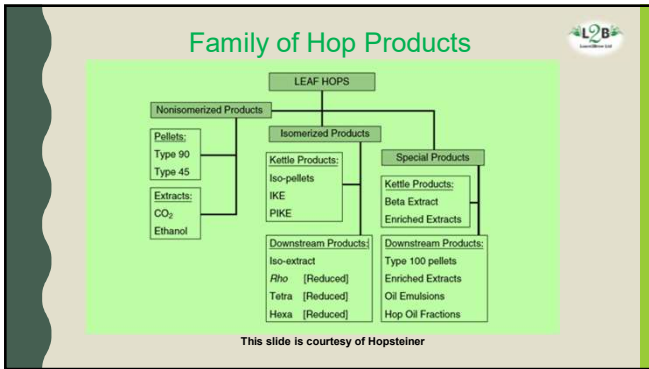 Family of Hop Products
L2B
LEAF HOPS
Nonisomerized Products
Pellets:
Type 90
Type 45
Extracts:
CO₂
Ethanol
Isomerized Products
Kettle Products:
Iso-pellets
IKE
PIKE
Downstream Products:
Iso-extract
Rho [Reduced]
Tetra [Reduced]
Hexa [Reduced]
Special Products
Kettle Products:
Beta Extract
Enriched Extracts
Downstream Products:
Type 100 pellets
Enriched Extracts
Oil Emulsions
Hop Oil Fractions
This slide is courtesy of Hopsteiner